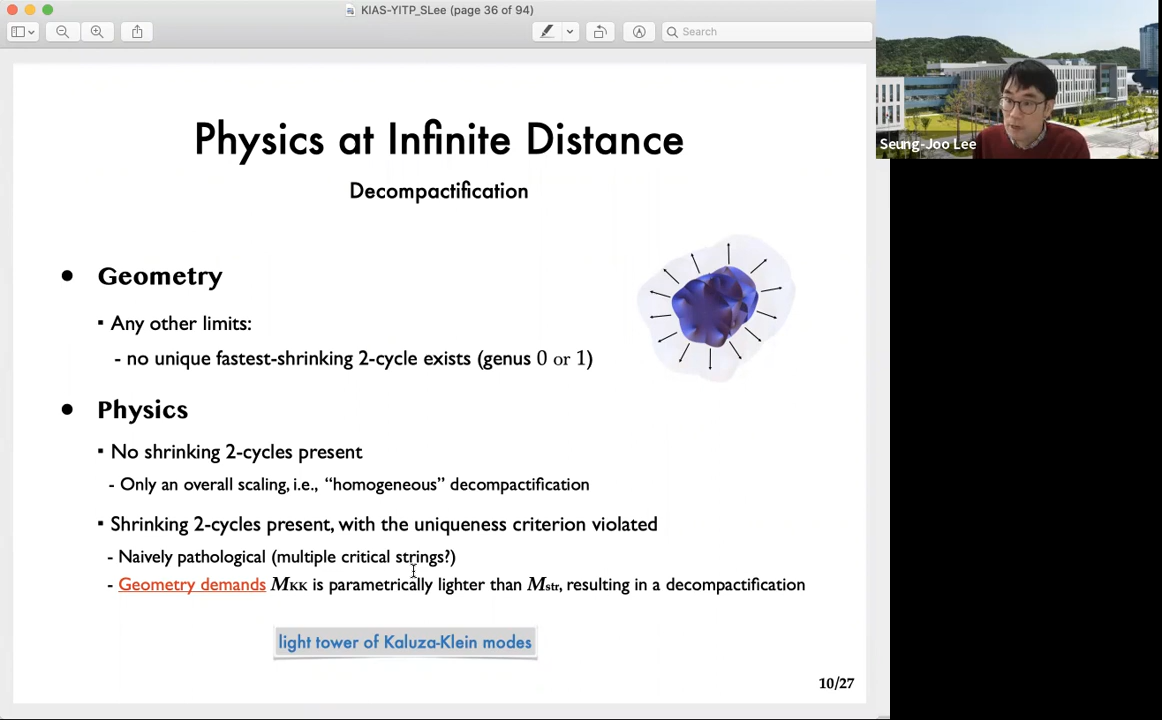 KIAS-YITP_SLee (page 36 of 94)
Search
Seung-Joo Lee
Physics at Infinite Distance
Decompactification
• Geometry
▪ Any other limits:
- no unique fastest-shrinking 2-cycle exists (genus 0 or 1)
• Physics
▪ No shrinking 2-cycles present
- Only an overall scaling, i.e., “homogeneous” decompactification
▪ Shrinking 2-cycles present, with the uniqueness criterion violated
- Naively pathological (multiple critical strings?)
- Geometry demands MKK is parametrically lighter than Mstr, resulting in a decompactification
light tower of Kaluza-Klein modes
10/27